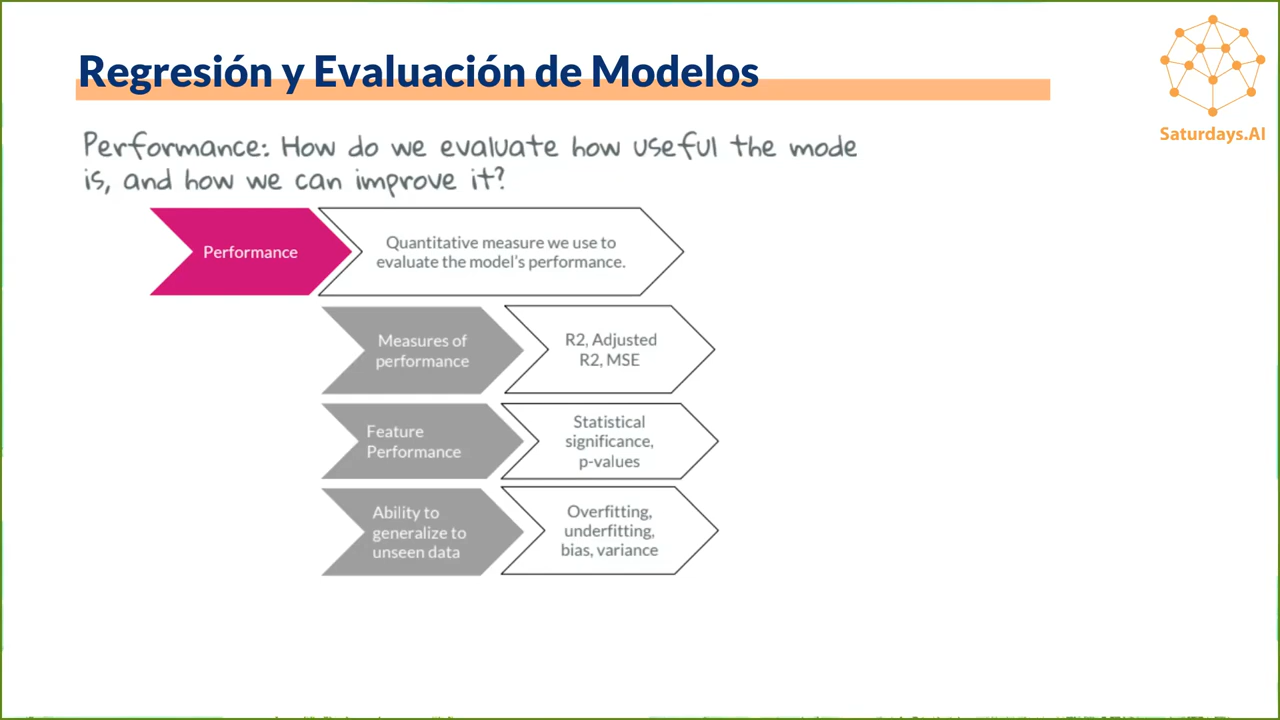 Regresión y Evaluación de Modelos
Saturdays.AI
Performance: How do we evaluate how useful the mode
is, and how we can improve it?
Performance
Quantitative measure we use to
evaluate the model's performance.
Measures of
performance
R2, Adjusted
R2, MSE
Feature
Performance
Statistical
significance,
p-values
Ability to
generalize to
unseen data
Overfitting,
underfitting,
bias, variance